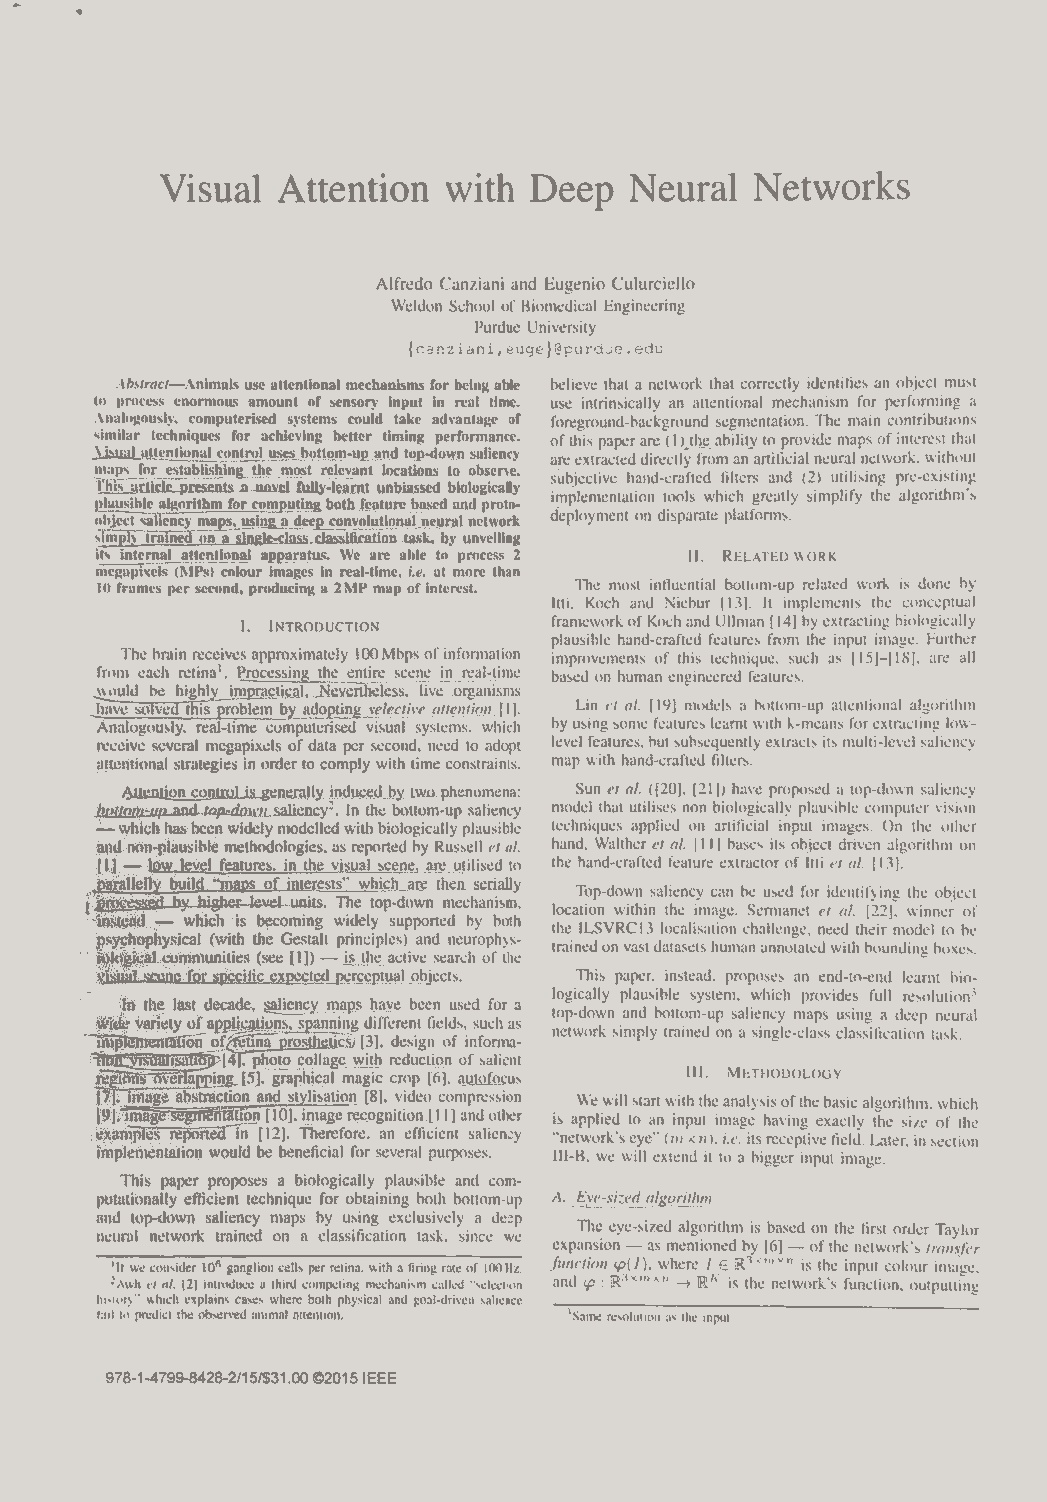 Visual Attention with Deep Neural Networks
Alfredo Canziani and Eugenio Culurciello
Weldon School of Biomedical Engineering
Purdue University
{canziani,euge}@purdue.edu
Abstract—Animals use attentional mechanisms for being able
to process enormous amount of sensory input in real time.
Analogously, computerised systems could take advantage of
similar techniques for achieving better timing performance.
Visual attentional control uses bottom-up and top-down saliency
maps for establishing the most relevant locations to observe.
This article presents a novel fully-learnt unbiassed biologically
plausible algorithm for computing both feature based and proto-
object saliency maps, using a deep convolutional neural network
simply trained on a single-class classification task, by unveiling
its internal attentional apparatus. We are able to process 2
megapixels (MPs) colour images in real-time, i.e. at more than
10 frames per second, producing a 2MP map of interest.
I. INTRODUCTION
The brain receives approximately 100 Mbps of information
from each retina¹. Processing the entire scene in real-time
would be highly impractical. Nevertheless, live organisms
have solved this problem by adopting selective attention [1].
Analogously, real-time computerised visual systems, which
receive several megapixels of data per second, need to adopt
attentional strategies in order to comply with time constraints.
Attention control is generally induced by two phenomena:
bottom-up and top-down saliency². In the bottom-up saliency
— which has been widely modelled with biologically plausible
and non-plausible methodologies, as reported by Russell et al.
[1] — low level features, in the visual scene, are utilised to
parallelly build "maps of interests" which are then serially
processed by higher level units. The top-down mechanism,
instead — which is becoming widely supported by both
psychophysical (with the Gestalt principles) and neurophys-
iological communities (see [1]) — is the active search of the
visual scene for specific expected perceptual objects.
In the last decade, saliency maps have been used for a
wide variety of applications, spanning different fields, such as
implementation of retina prosthetics [3], design of informa-
tion visualisation [4], photo collage with reduction of salient
regions overlapping [5], graphical magic crop [6], autofocus
[7], image abstraction and stylisation [8], video compression
[9], image segmentation [10], image recognition [11] and other
examples reported in [12]. Therefore, an efficient saliency
implementation would be beneficial for several purposes.
This paper proposes a biologically plausible and com-
putationally efficient technique for obtaining both bottom-up
and top-down saliency maps by using exclusively a deep
neural network trained on a classification task, since we
¹If we consider 10⁶ ganglion cells per retina, with a firing rate of 100 Hz.
²Awh et al. [2] introduce a third competing mechanism called "selection
history" which explains cases where both physical and goal-driven salience
fail to predict the observed animal attention.
978-1-4799-8428-2/15/$31.00 ©2015 IEEE
believe that a network that correctly identifies an object must
use intrinsically an attentional mechanism for performing a
foreground-background segmentation. The main contributions
of this paper are (1) the ability to provide maps of interest that
are extracted directly from an artificial neural network, without
subjective hand-crafted filters and (2) utilising pre-existing
implementation tools which greatly simplify the algorithm's
deployment on disparate platforms.
II. RELATED WORK
The most influential bottom-up related work is done by
Itti, Koch and Niebur [13]. It implements the conceptual
framework of Koch and Ullman [14] by extracting biologically
plausible hand-crafted features from the input image. Further
improvements of this technique, such as [15]–[18], are all
based on human engineered features.
Lin et al. [19] models a bottom-up attentional algorithm
by using some features learnt with k-means for extracting low-
level features, but subsequently extracts its multi-level saliency
map with hand-crafted filters.
Sun et al. ([20], [21]) have proposed a top-down saliency
model that utilises non biologically plausible computer vision
techniques applied on artificial input images. On the other
hand, Walther et al. [11] bases its object driven algorithm on
the hand-crafted feature extractor of Itti et al. [13].
Top-down saliency can be used for identifying the object
location within the image. Sermanet et al. [22], winner of
the ILSVRC13 localisation challenge, need their model to be
trained on vast datasets human annotated with bounding boxes.
This paper, instead, proposes an end-to-end learnt bio-
logically plausible system, which provides full resolution³
top-down and bottom-up saliency maps using a deep neural
network simply trained on a single-class classification task.
III. METHODOLOGY
We will start with the analysis of the basic algorithm, which
is applied to an input image having exactly the size of the
"network's eye" (m × n), i.e. its receptive field. Later, in section
III-B, we will extend it to a bigger input image.
A. Eye-sized algorithm
The eye-sized algorithm is based on the first order Taylor
expansion — as mentioned by [6] — of the network's transfer
function φ(I), where I ∈ ℝ³ˣᵐˣⁿ is the input colour image,
and φ : ℝ³ˣᵐˣⁿ → ℝᴷ is the network's function, outputting
³Same resolution as the input